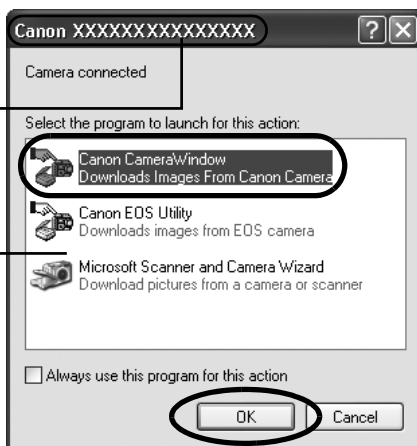 Canon XXXXXXXXXXXXXXX
Camera connected
Select the program to launch for this action:
Canon CameraWindow
Downloads Images From Canon Camera
Canon EOS Utility
Downloads images from EOS camera
Microsoft Scanner and Camera Wizard
Download pictures from a camera or scanner
Always use this program for this action
OK Cancel